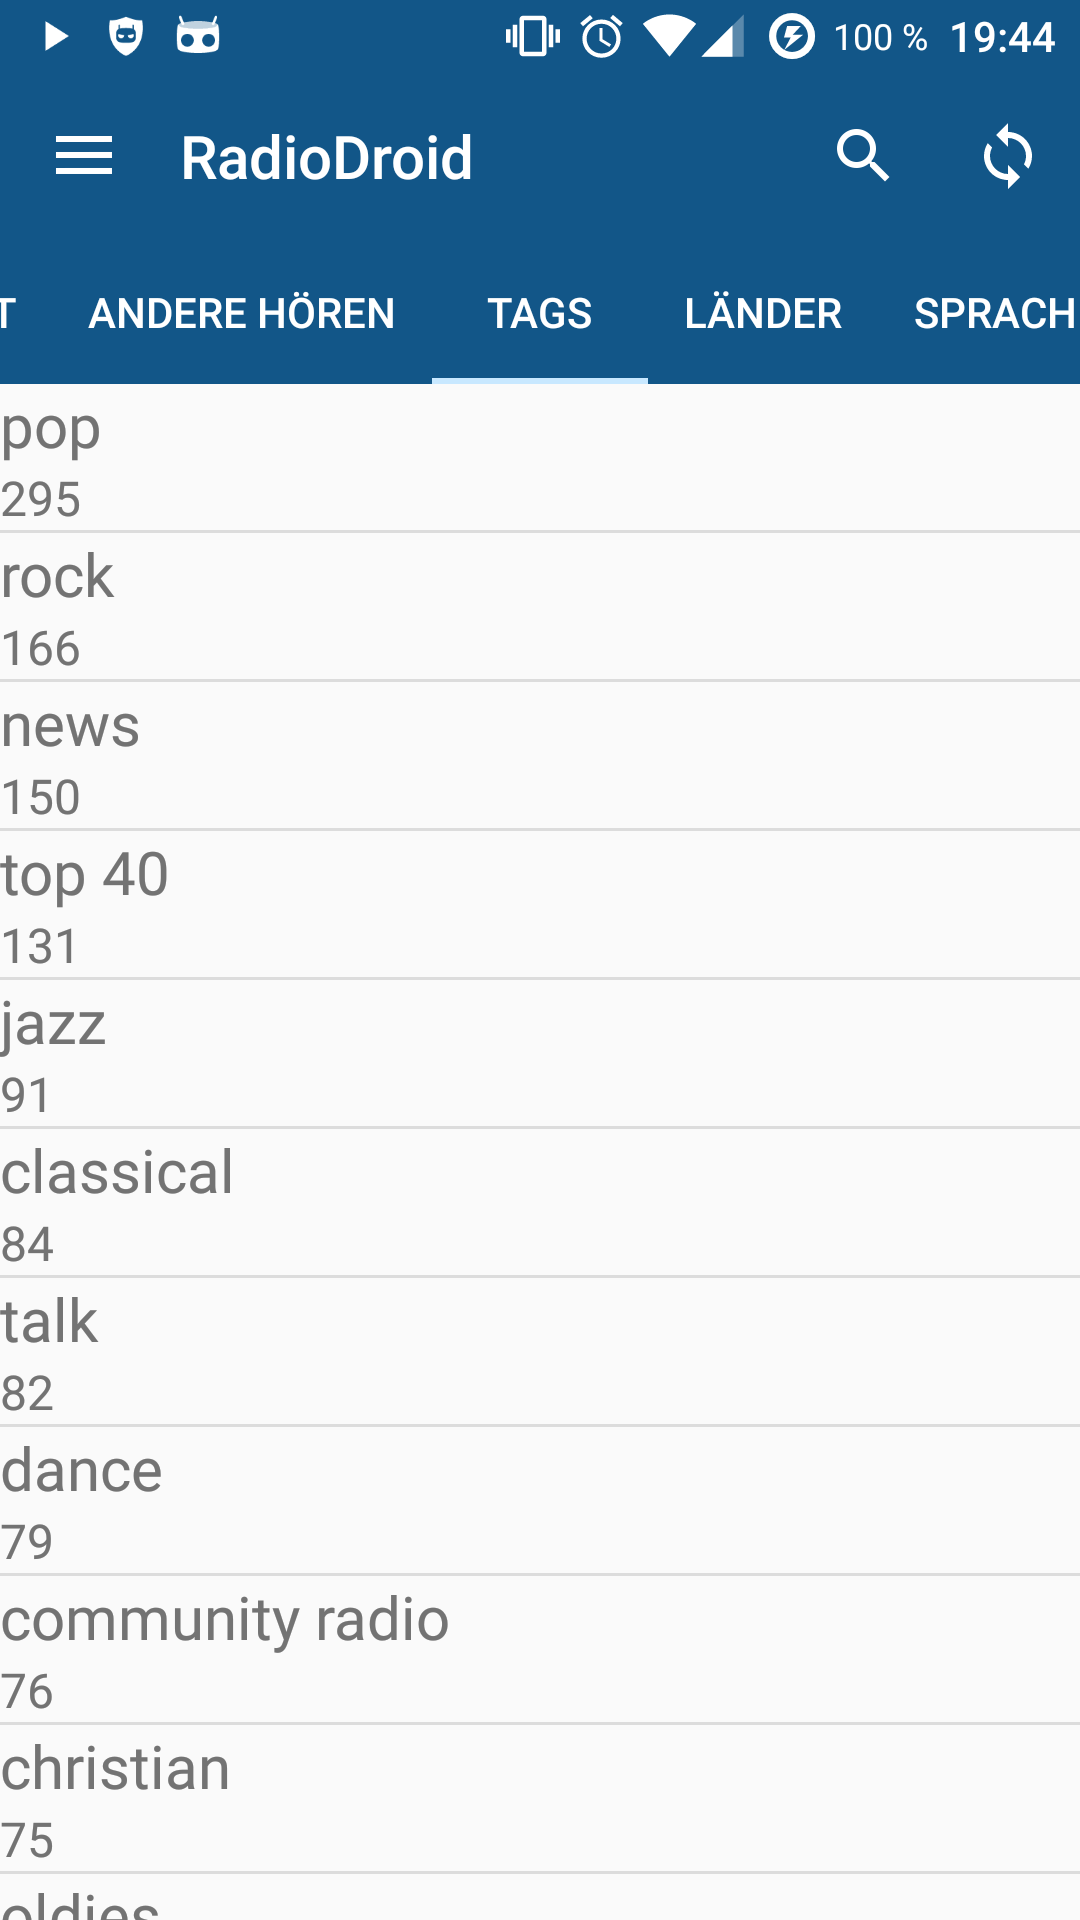 100 % 19:44
RadioDroid
T ANDERE HÖREN TAGS LÄNDER SPRACH
pop
295
rock
166
news
150
top 40
131
jazz
91
classical
84
talk
82
dance
79
community radio
76
christian
75
oldies